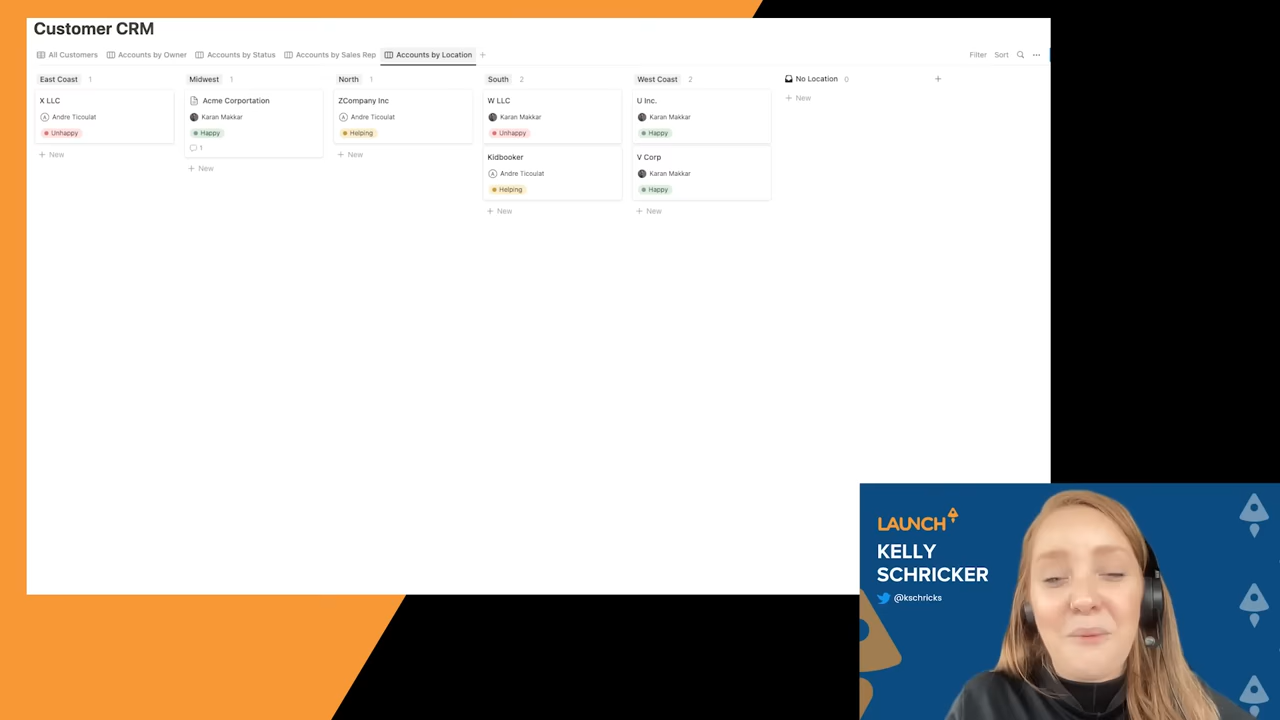 Customer CRM
All Customers Accounts by Owner Accounts by Status Accounts by Sales Rep Accounts by Location + Filter Sort ...
East Coast 1
X LLC
A Andre Ticoulat
Unhappy
+ New
Midwest 1
Acme Corportation
Karan Makkar
Happy
1
+ New
North 1
ZCompany Inc
A Andre Ticoulat
Helping
+ New
South 2
W LLC
Karan Makkar
Unhappy
Kidbooker
A Andre Ticoulat
Helping
+ New
West Coast 2
U Inc.
Karan Makkar
Happy
V Corp
Karan Makkar
Happy
+ New
No Location 0 +
+ New
LAUNCH
KELLY
SCHRICKER
@kschricks